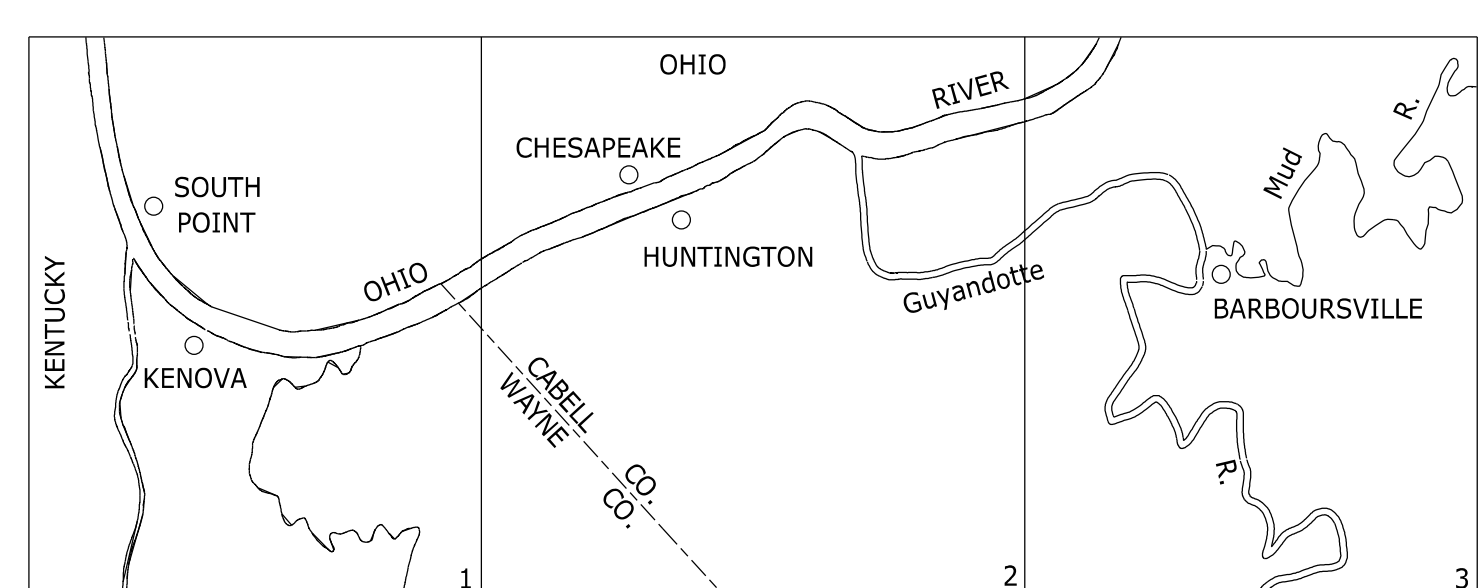 OHIO
RIVER
CHESAPEAKE
SOUTH
POINT
HUNTINGTON
OHIO
KENTUCKY
KENOVA
Guyandotte
R.
Mud
R.
BARBOURSVILLE
CABELL
CO.
WAYNE
CO.
1
2
3